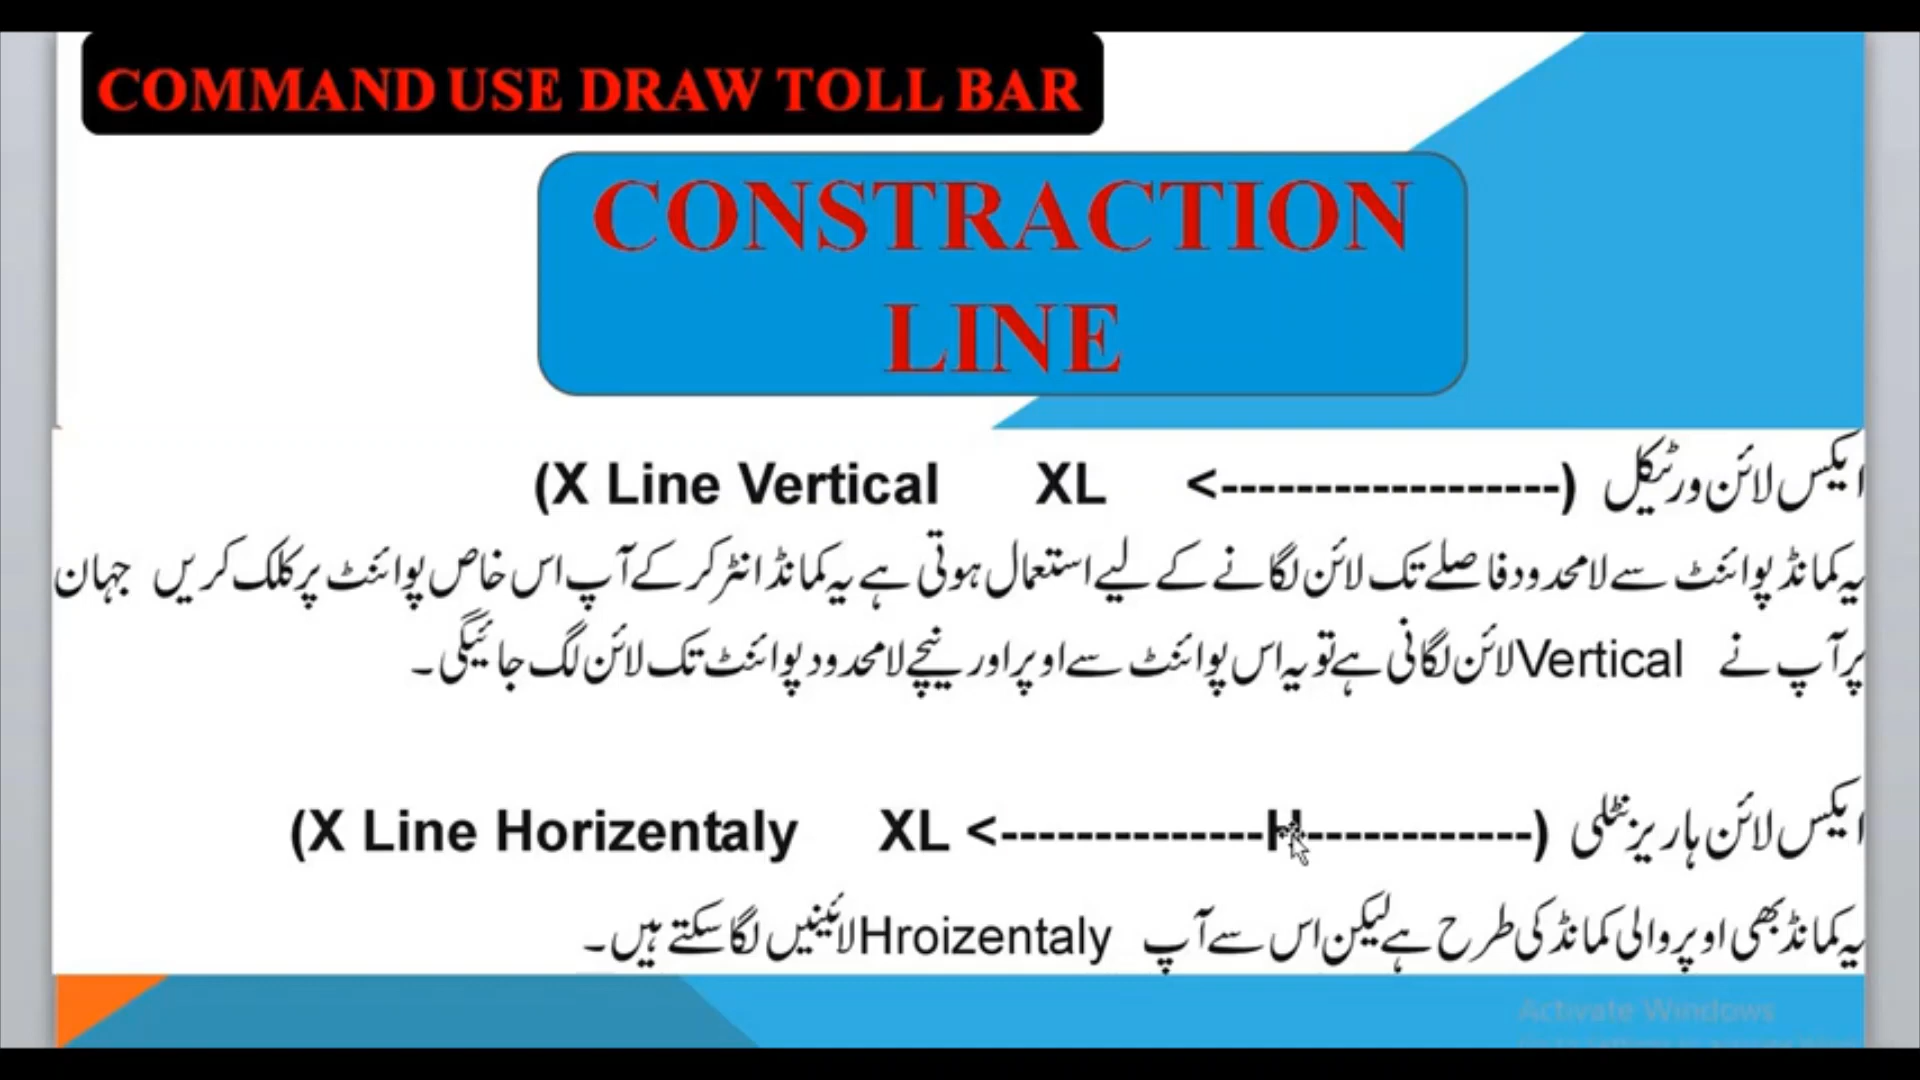 COMMAND USE DRAW TOLL BAR
CONSTRACTION
LINE
ایکس لائن ورٹیکل (------------------> XL (X Line Vertical
یہ کمانڈ پوائنٹ سے لامحدود فاصلے تک لائن لگانے کے لیے استعمال ہوتی ہے یہ کمانڈ انٹر کر کے آپ اس خاص پوائنٹ پر کلک کریں جہان
پر آپ نے Vertical لائن لگانی ہے تو یہ اس پوائنٹ سے اوپر اور نیچے لامحدود پوائنٹ تک لائن لگ جائیگی۔
ایکس لائن ہاریزنٹلی (------------H--------------> XL (X Line Horizentaly
یہ کمانڈ بھی اوپر والی کمانڈ کی طرح ہے لیکن اس سے آپ Hroizentaly لائینیں لگا سکتے ہیں۔
Activate Windows